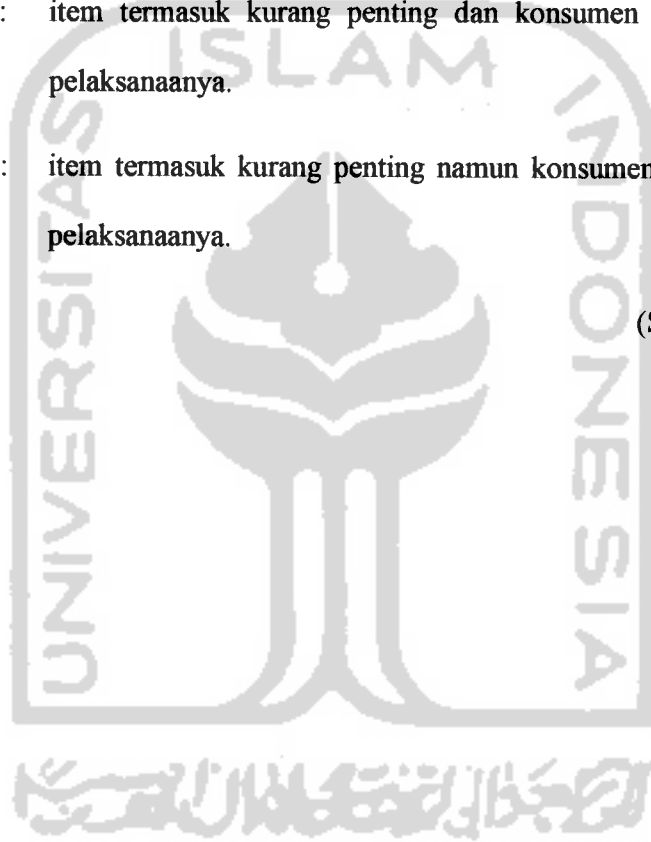 : item termasuk kurang penting dan konsumen
pelaksanaanya.
: item termasuk kurang penting namun konsumen
pelaksanaanya.
(
ISLAM
UNIVERSITAS
INDONESIA